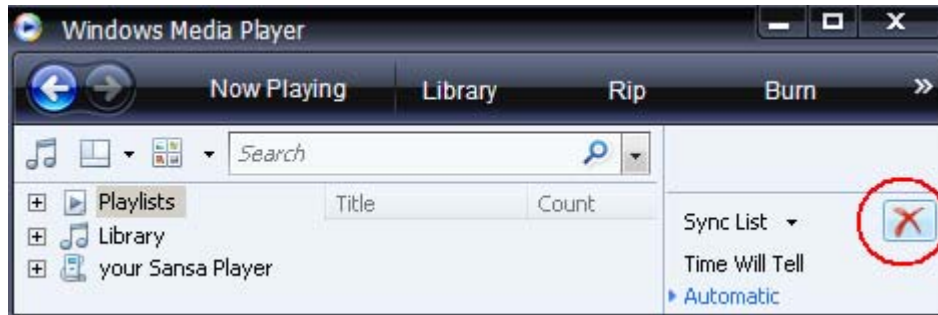 Windows Media Player
Now Playing Library Rip Burn »
Search
Playlists Title Count
Library
your Sansa Player
Sync List
Time Will Tell
Automatic